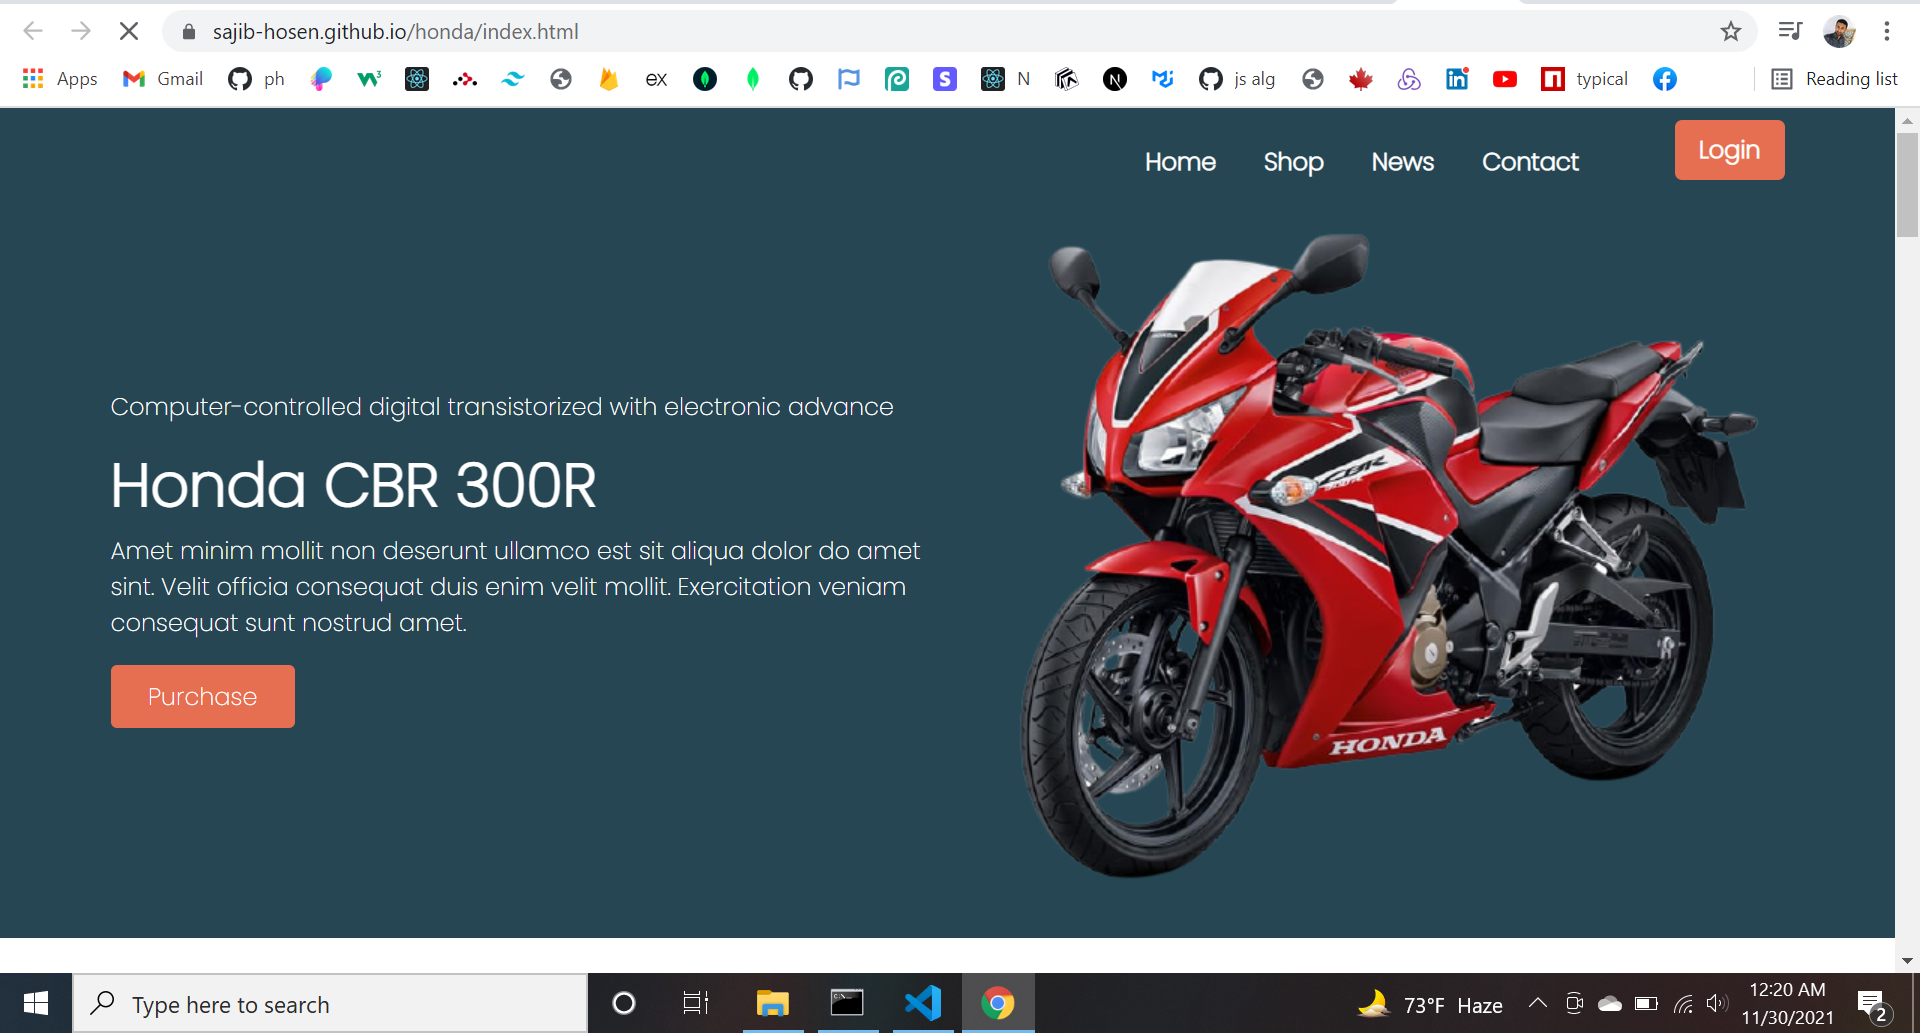 sajib-hosen.github.io/honda/index.html
Apps Gmail ph W3 ex N N js alg in typical Reading list
Home Shop News Contact Login
Computer-controlled digital transistorized with electronic advance
Honda CBR 300R
Amet minim mollit non deserunt ullamco est sit aliqua dolor do amet
sint. Velit officia consequat duis enim velit mollit. Exercitation veniam
consequat sunt nostrud amet.
Purchase
CBR
HONDA
Type here to search
73°F Haze
12:20 AM
11/30/2021
2